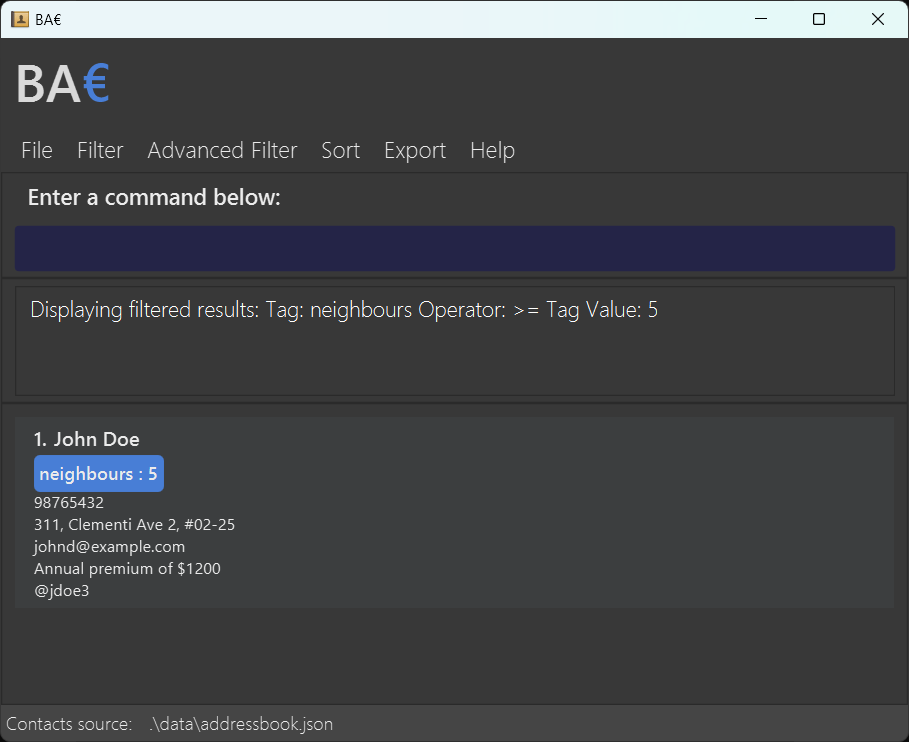 BA€
BA€
File Filter Advanced Filter Sort Export Help
Enter a command below:
Displaying filtered results: Tag: neighbours Operator: >= Tag Value: 5
1. John Doe
neighbours : 5
98765432
311, Clementi Ave 2, #02-25
johnd@example.com
Annual premium of $1200
@jdoe3
Contacts source: .\data\addressbook.json